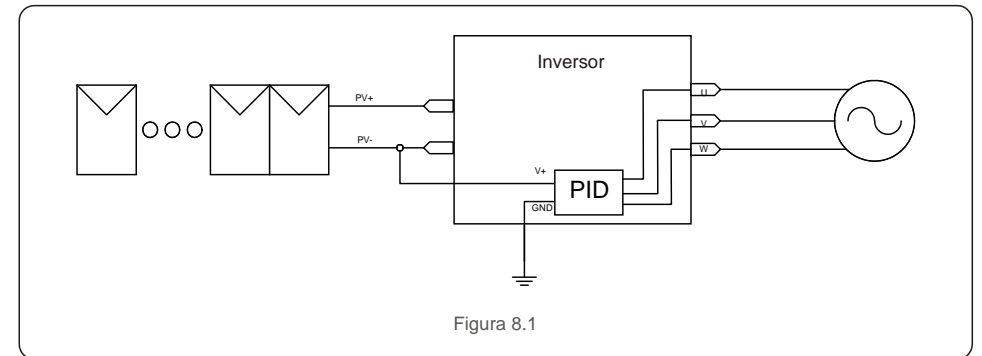 Inversor
PV+
PV-
U
V
W
V+
PID
GND
Figura 8.1